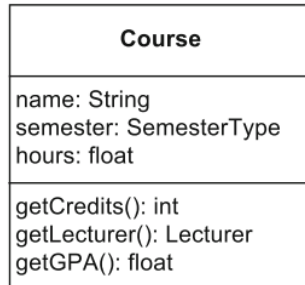 Course
name: String
semester: SemesterType
hours: float
getCredits(): int
getLecturer(): Lecturer
getGPA(): float